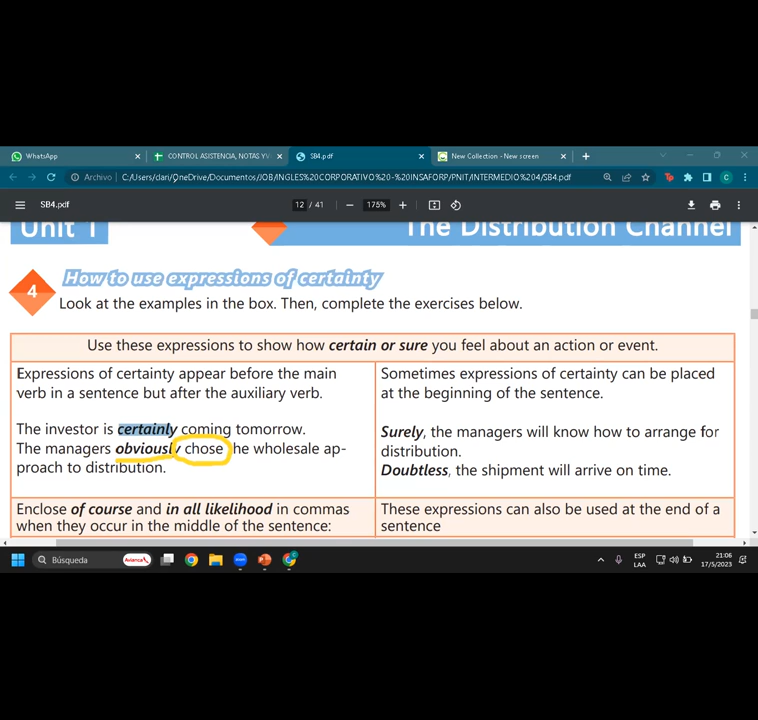 WhatsApp
CONTROL ASISTENCIA, NOTAS Y V
SB4.pdf
New Collection - New screen
Archivo
C:/Users/dari/OneDrive/Documentos/JOB/INGLES%20CORPORATIVO%20-%20INSAFORP/PNIT/INTERMEDIO%204/SB4.pdf
SB4.pdf
12 / 41
175%
Unit 1
The Distribution Channel
4
How to use expressions of certainty
Look at the examples in the box. Then, complete the exercises below.
Use these expressions to show how certain or sure you feel about an action or event.
Expressions of certainty appear before the main
verb in a sentence but after the auxiliary verb.
The investor is certainly coming tomorrow.
The managers obviously chose he wholesale ap-
proach to distribution.
Sometimes expressions of certainty can be placed
at the beginning of the sentence.
Surely, the managers will know how to arrange for
distribution.
Doubtless, the shipment will arrive on time.
Enclose of course and in all likelihood in commas
when they occur in the middle of the sentence:
These expressions can also be used at the end of a
sentence
Búsqueda
Avianca
ESP
LAA
21:06
17/5/2023